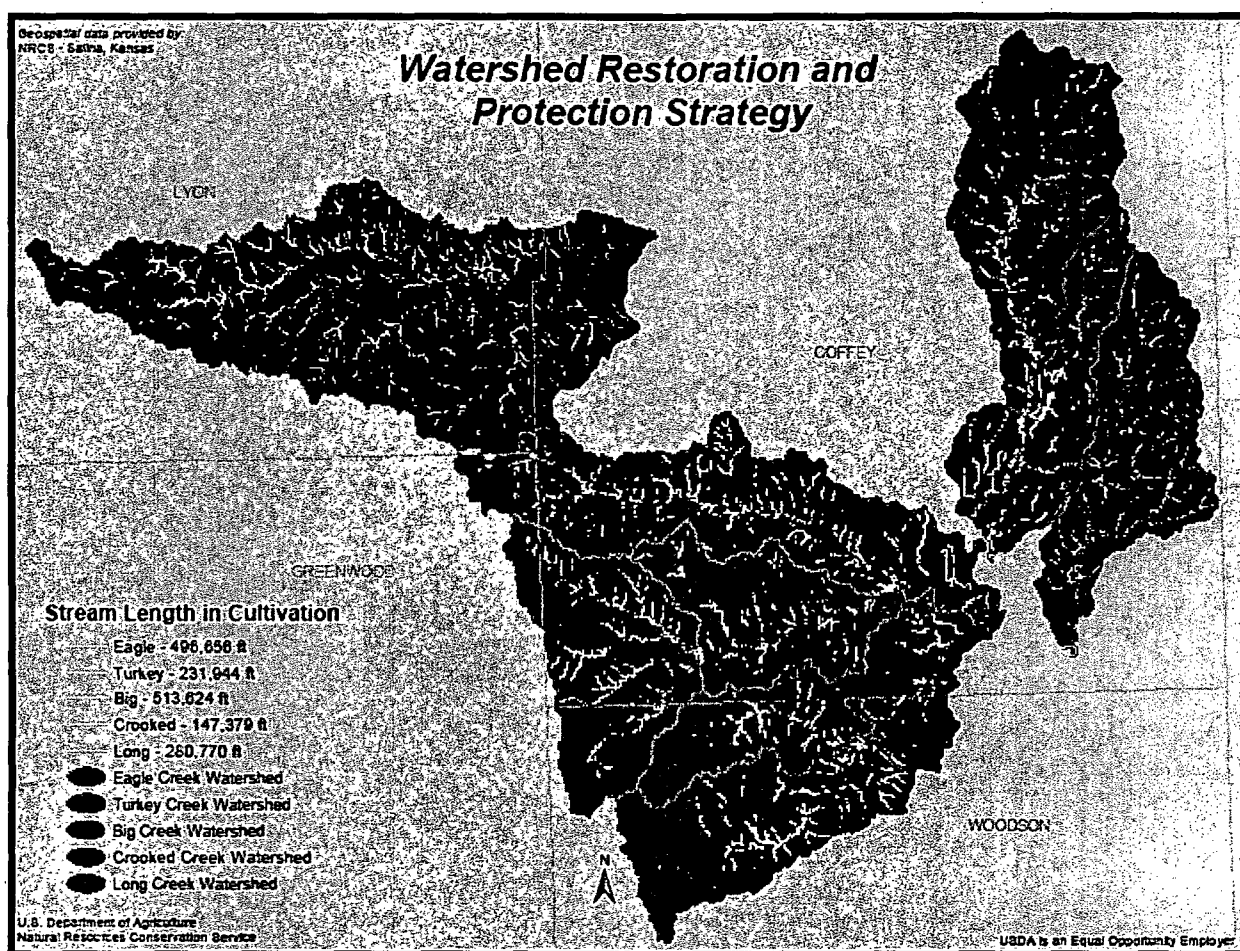 Geospatial data provided by:
NRCS - Salina, Kansas
Watershed Restoration and
Protection Strategy
LYON
COFFEY
GREENWOOD
WOODSON
Stream Length in Cultivation
Eagle - 496,656 ft
Turkey - 231,944 ft
Big - 513,624 ft
Crooked - 147,379 ft
Long - 280,770 ft
Eagle Creek Watershed
Turkey Creek Watershed
Big Creek Watershed
Crooked Creek Watershed
Long Creek Watershed
N
U.S. Department of Agriculture
Natural Resources Conservation Service
USDA is an Equal Opportunity Employer